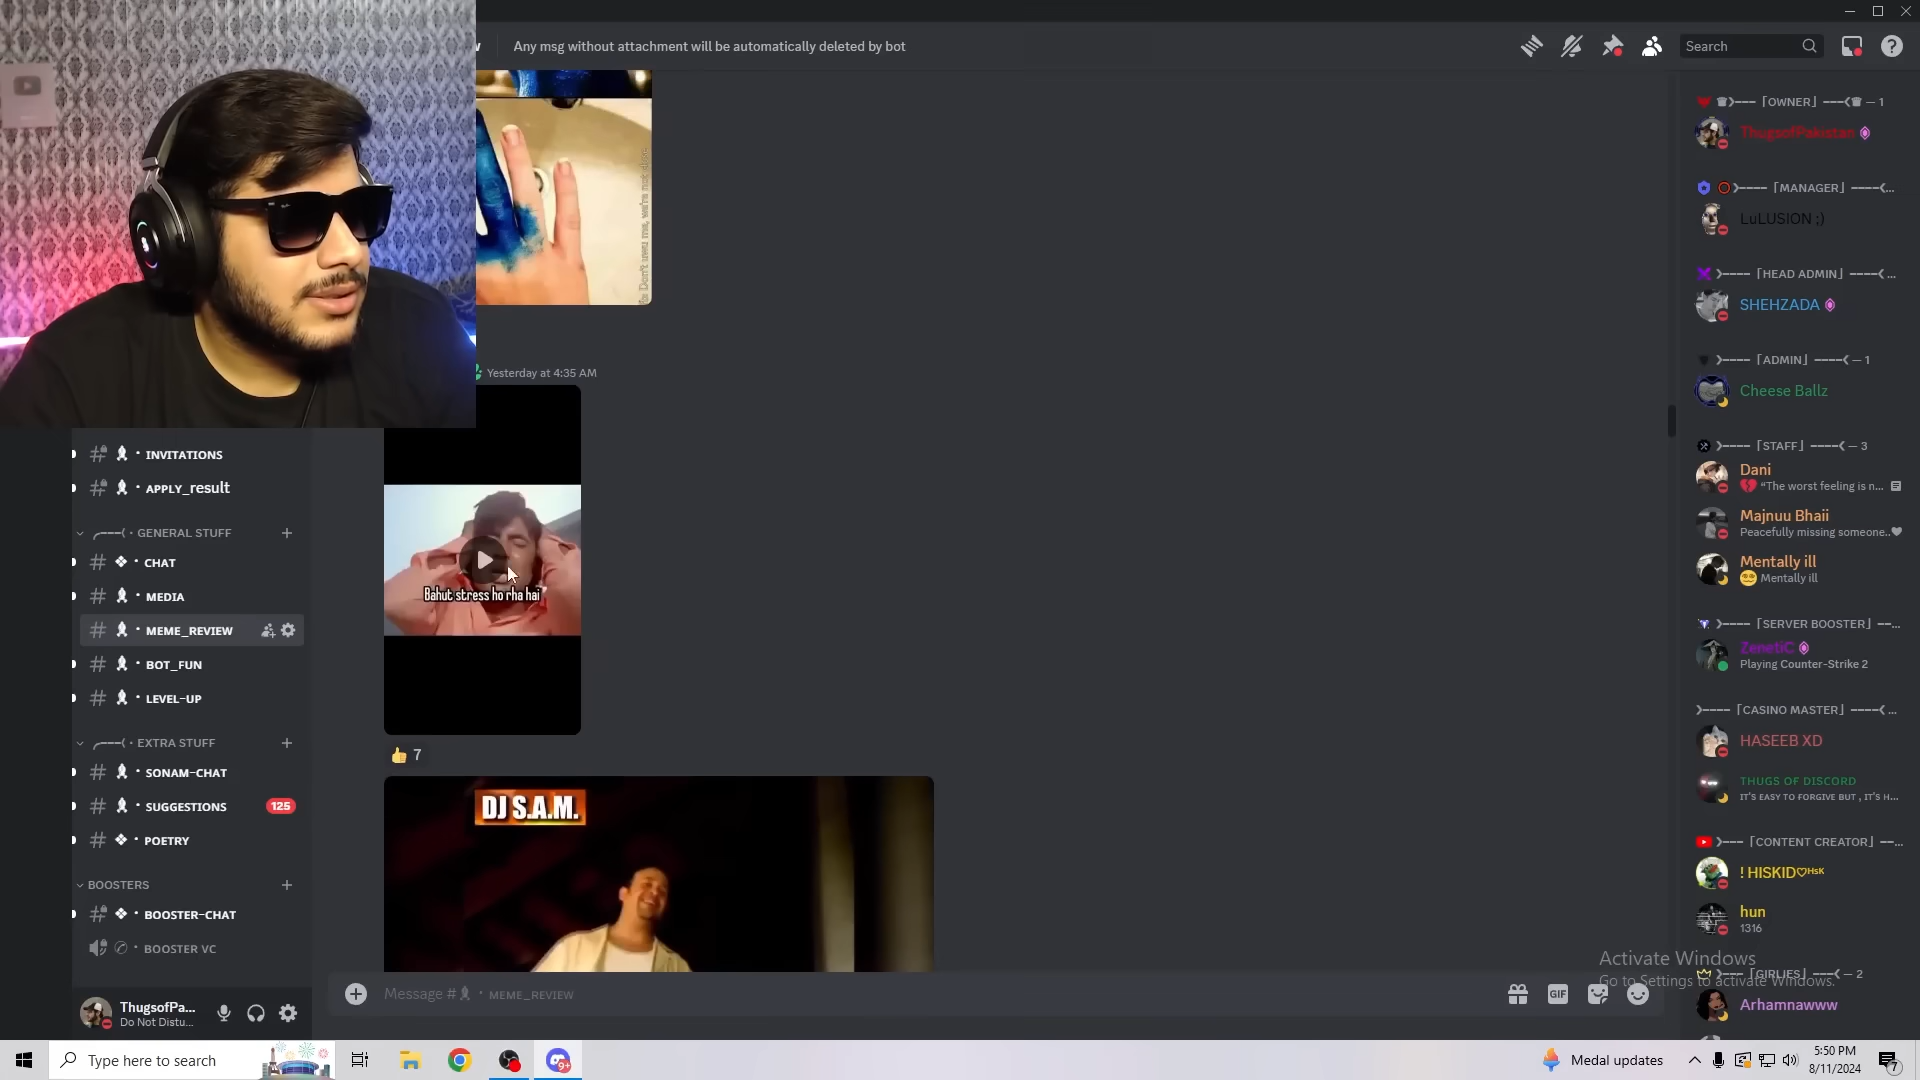 Any msg without attachment will be automatically deleted by bot
Search
Yesterday at 4:35 AM
Bahut stress ho rha hai
7
DJ S.A.M.
INVITATIONS
APPLY_result
GENERAL STUFF
CHAT
MEDIA
MEME_REVIEW
BOT_FUN
LEVEL-UP
EXTRA STUFF
SONAM-CHAT
SUGGESTIONS 125
POETRY
BOOSTERS
BOOSTER-CHAT
BOOSTER VC
ThugsofPa...
Do Not Distu...
Message # MEME_REVIEW
GIF
「OWNER」 — 1
ThugsofPakistan
「MANAGER」
LuLUSION ;)
「HEAD ADMIN」 ...
SHEHZADA
「ADMIN」 — 1
Cheese Ballz
「STAFF」 — 3
Dani
“The worst feeling is n...
Majnuu Bhaii
Peacefully missing someone..
Mentally ill
Mentally ill
「SERVER BOOSTER」 ...
ZenetiC
Playing Counter-Strike 2
「CASINO MASTER」 ...
HASEEB XD
THUGS OF DISCORD
IT'S EASY TO FORGIVE BUT , IT'S H...
「CONTENT CREATOR」 ...
! HISKID♡ᴴˢᴷ
hun
1316
Activate Windows
Go to Settings to activate Windows.
「GIRLIES」 — 2
Arhamnawww
Type here to search
9+
Medal updates
5:50 PM
8/11/2024
7